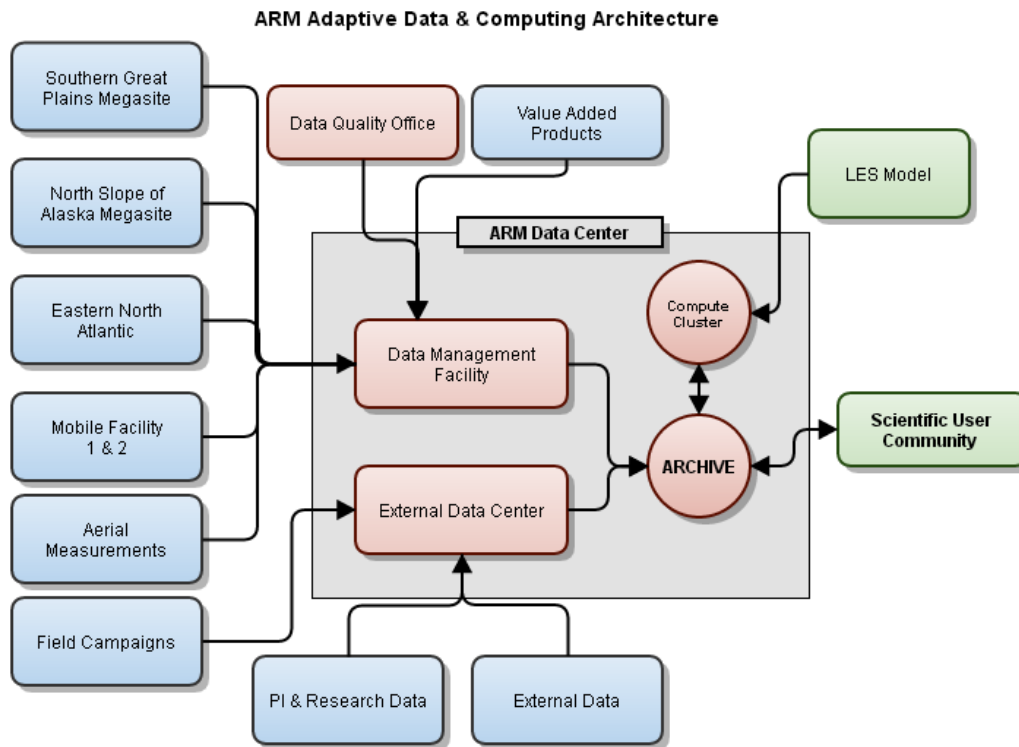 ARM Adaptive Data & Computing Architecture
Southern Great
Plains Megasite
Data Quality Office
Value Added
Products
LES Model
North Slope of
Alaska Megasite
ARM Data Center
Eastern North
Atlantic
Compute
Cluster
Data Management
Facility
Mobile Facility
1 & 2
Scientific User
Community
ARCHIVE
External Data Center
Aerial
Measurements
Field Campaigns
PI & Research Data
External Data